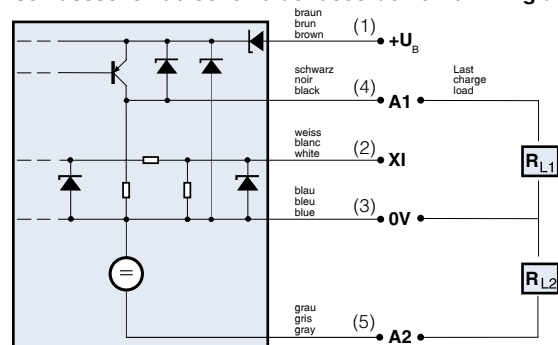 braun
brun
brown
(1)
+UB
schwarz
noir
black
(4)
A1
Last
charge
load
weiss
blanc
white
(2)
XI
RL1
blau
bleu
blue
(3)
0V
=
RL2
grau
gris
gray
(5)
A2